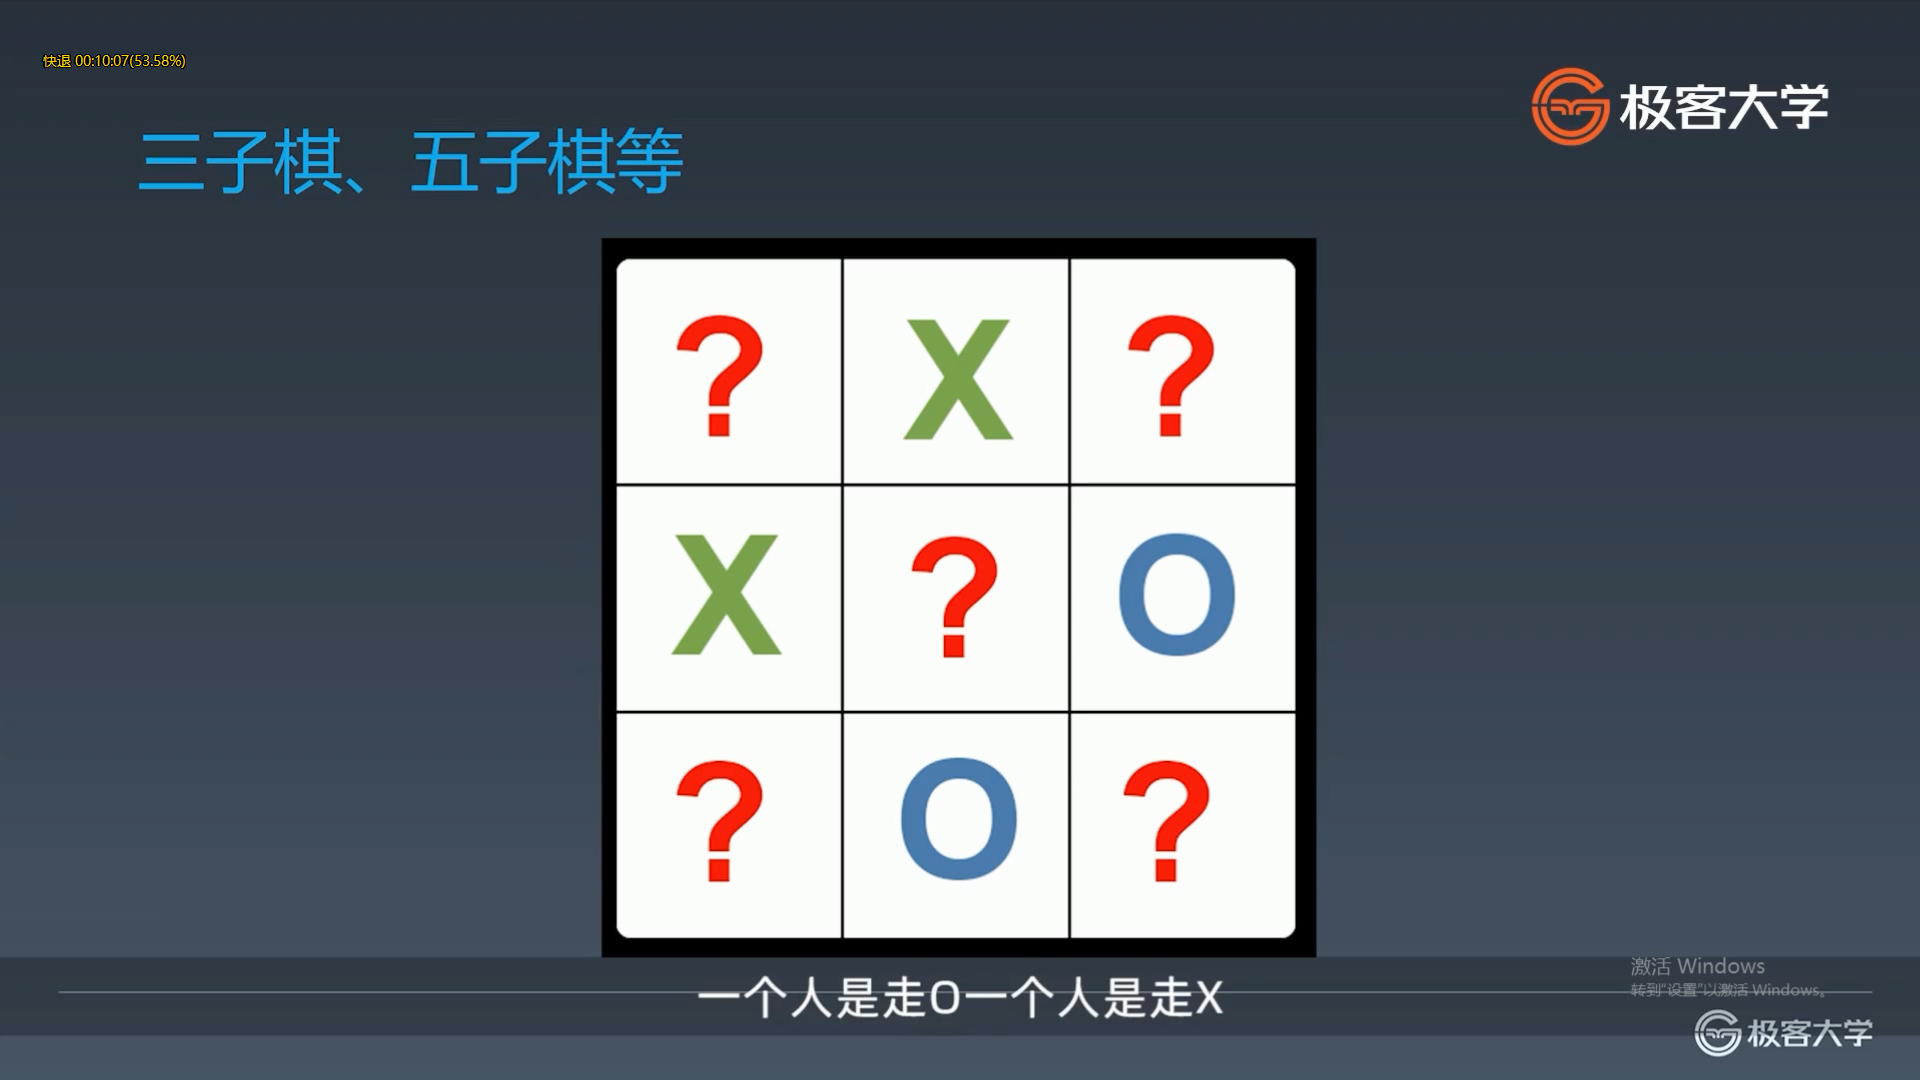 快退 00:10:07(53.58%)
极客大学
三子棋、五子棋等
? X ?
X ? O
? O ?
一个人是走O一个人是走X
激活 Windows
转到“设置”以激活 Windows。
极客大学